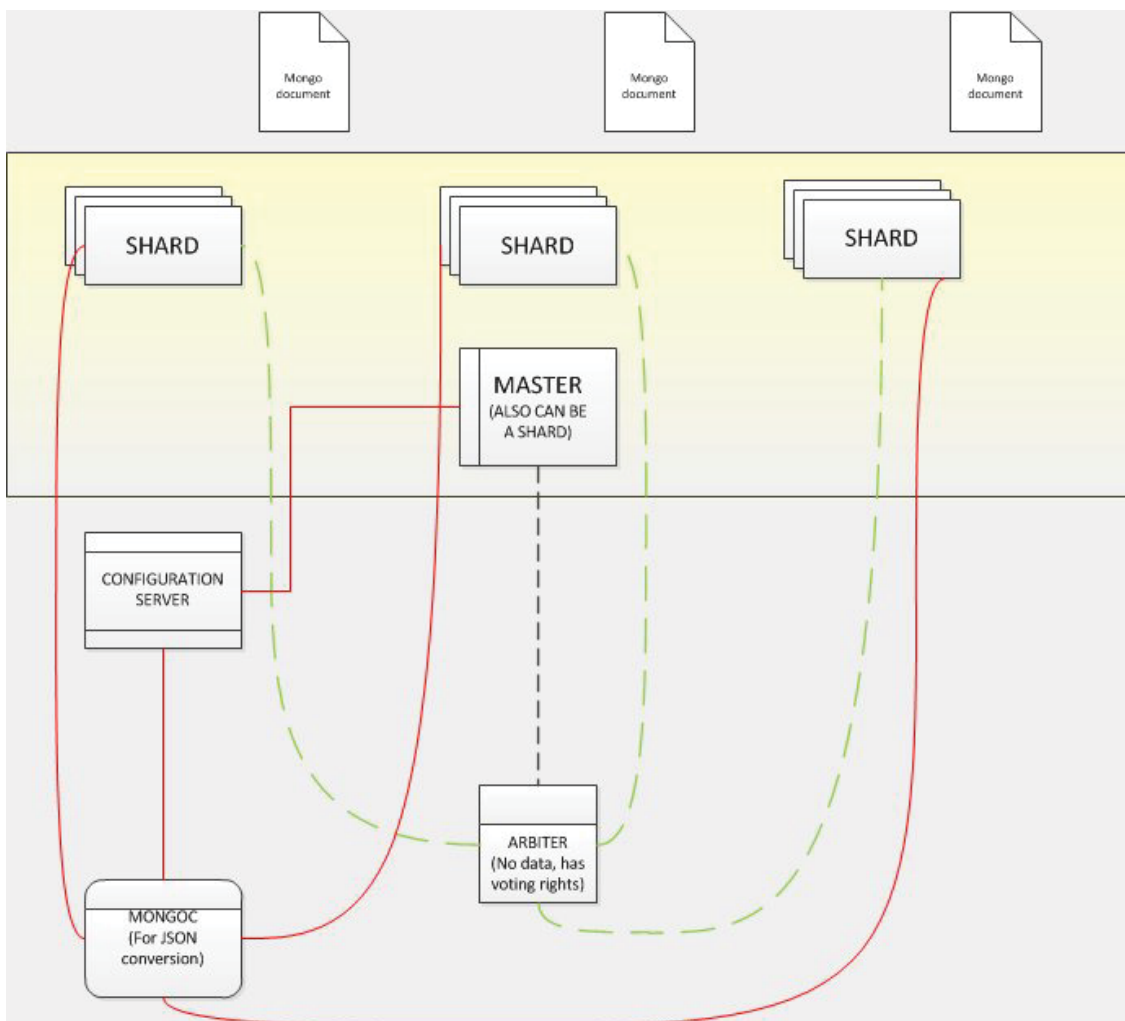 Mongo
document
Mongo
document
Mongo
document
SHARD
SHARD
SHARD
MASTER
(ALSO CAN BE
A SHARD)
CONFIGURATION
SERVER
ARBITER
(No data, has
voting rights)
MONGOC
(For JSON
conversion)